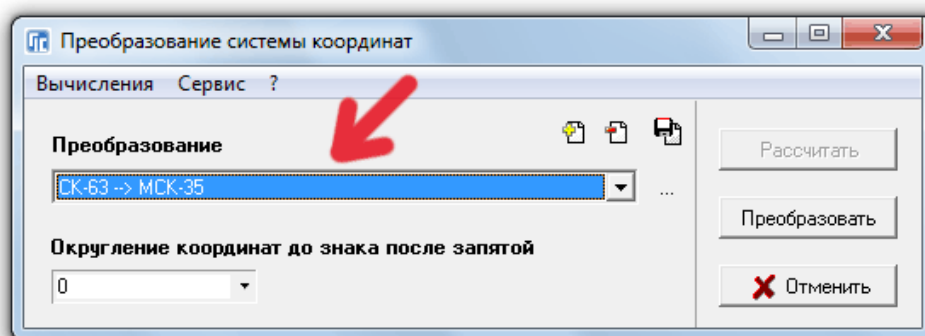 Преобразование системы координат
Вычисления Сервис ?
Преобразование
Рассчитать
СК-63 --> МСК-35
...
Преобразовать
Округление координат до знака после запятой
0
Отменить